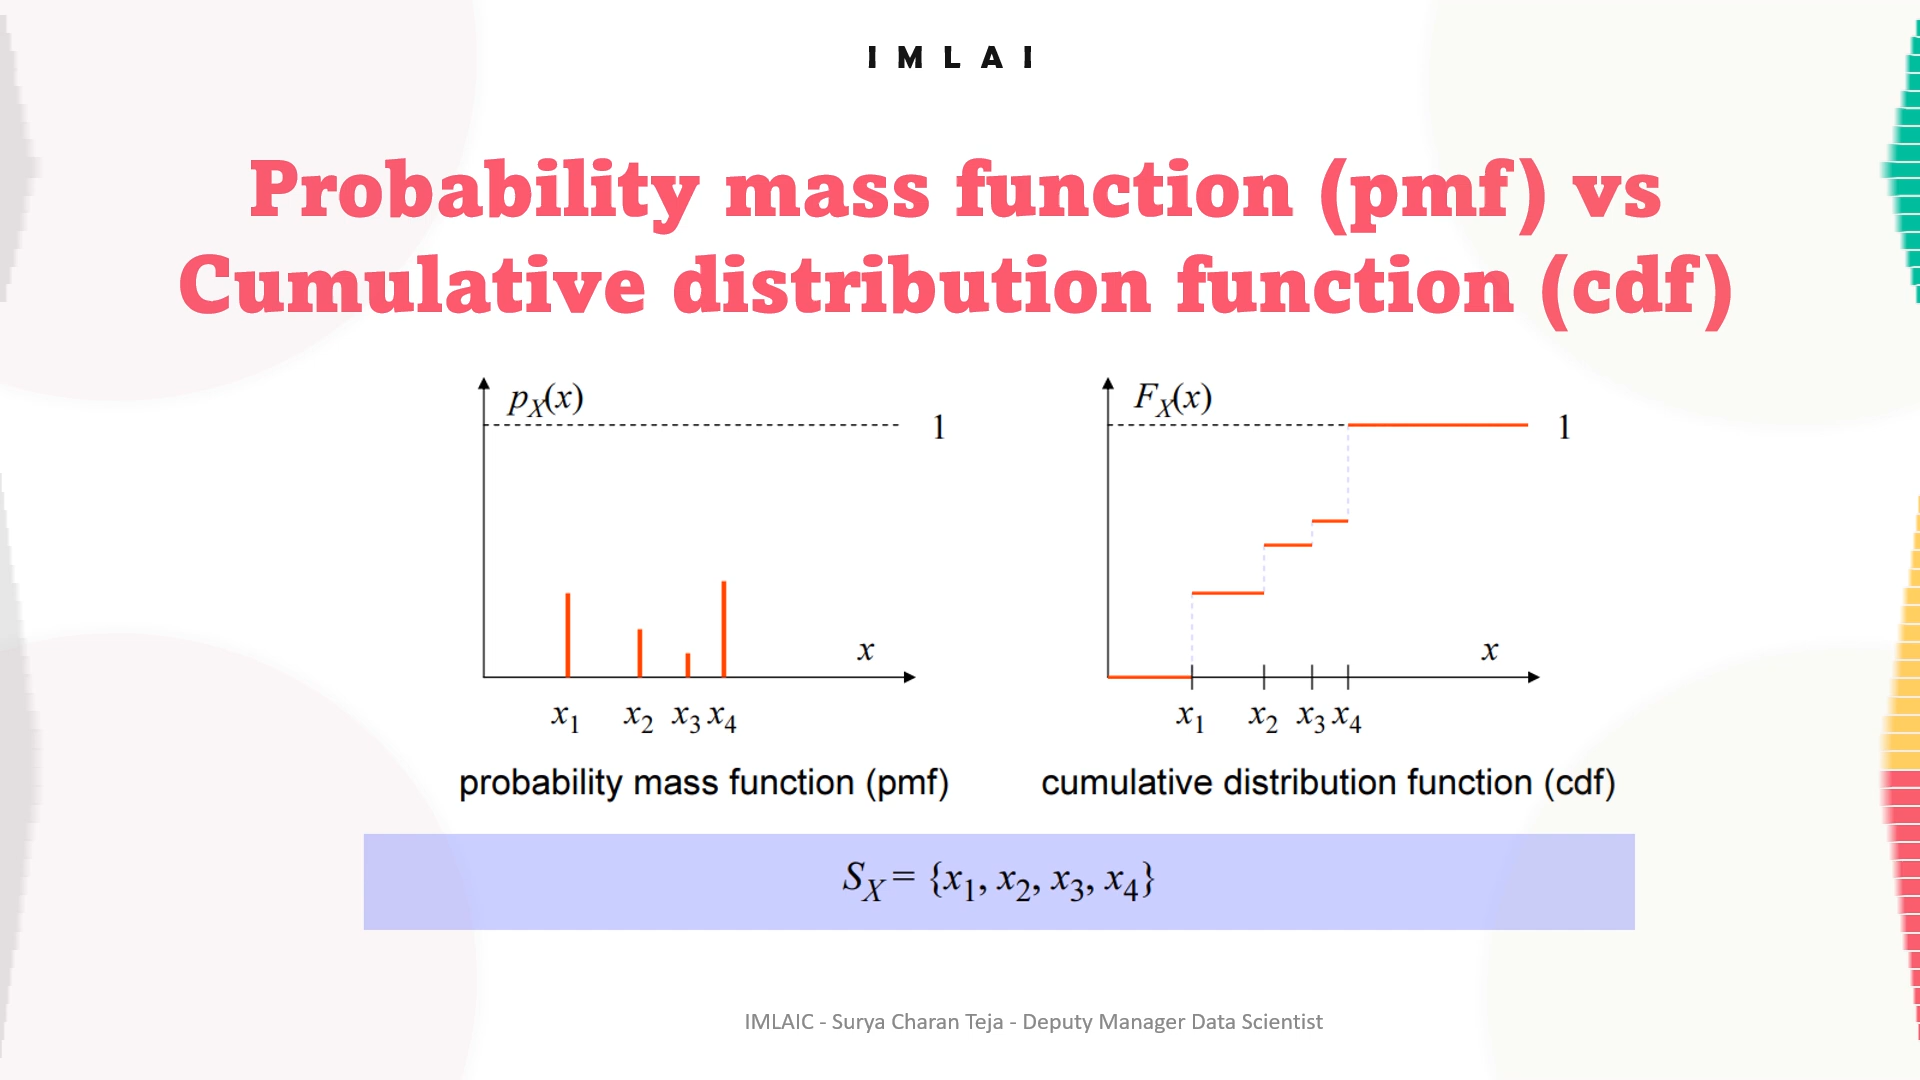 IMLAI
Probability mass function (pmf) vs
Cumulative distribution function (cdf)
pX(x)
1
x
x1 x2 x3 x4
probability mass function (pmf)
FX(x)
1
x
x1 x2 x3 x4
cumulative distribution function (cdf)
SX = {x1, x2, x3, x4}
IMLAIC - Surya Charan Teja - Deputy Manager Data Scientist